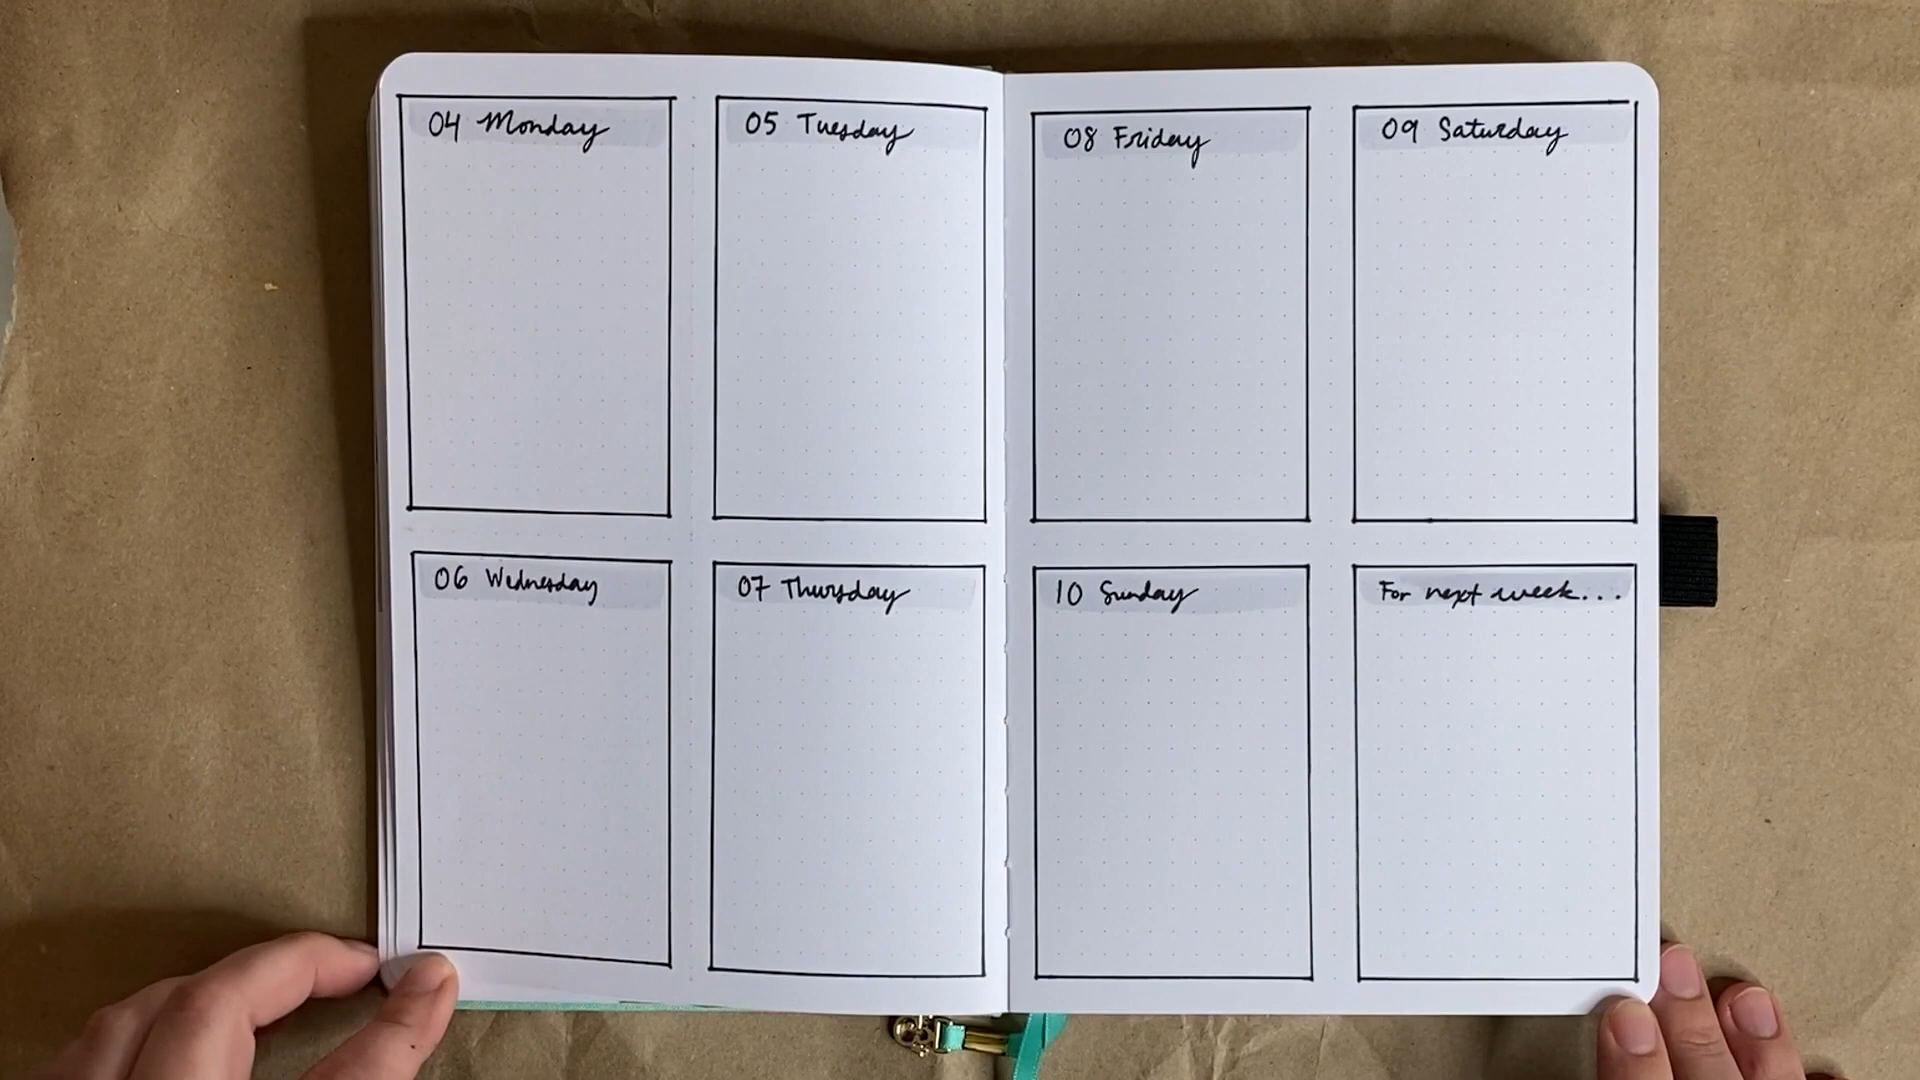 04 Monday
05 Tuesday
06 Wednesday
07 Thursday
08 Friday
09 Saturday
10 Sunday
For next week...